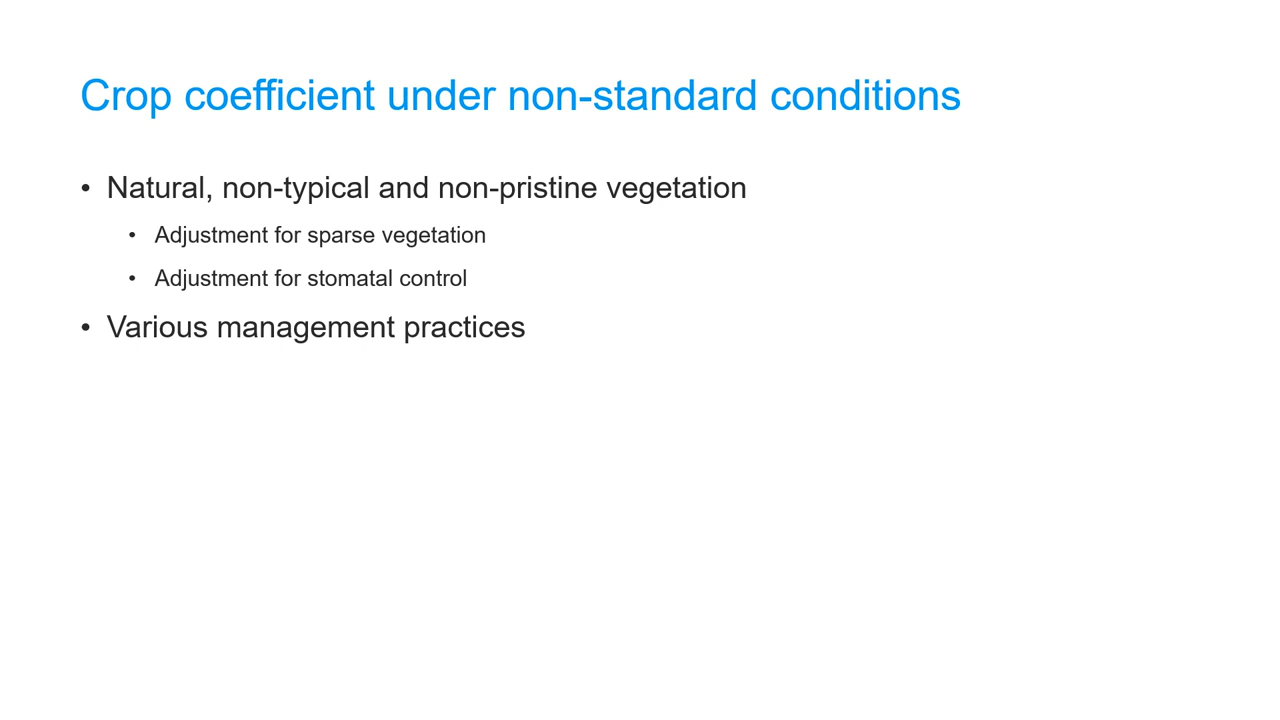 Crop coefficient under non-standard conditions
• Natural, non-typical and non-pristine vegetation
• Adjustment for sparse vegetation
• Adjustment for stomatal control
• Various management practices